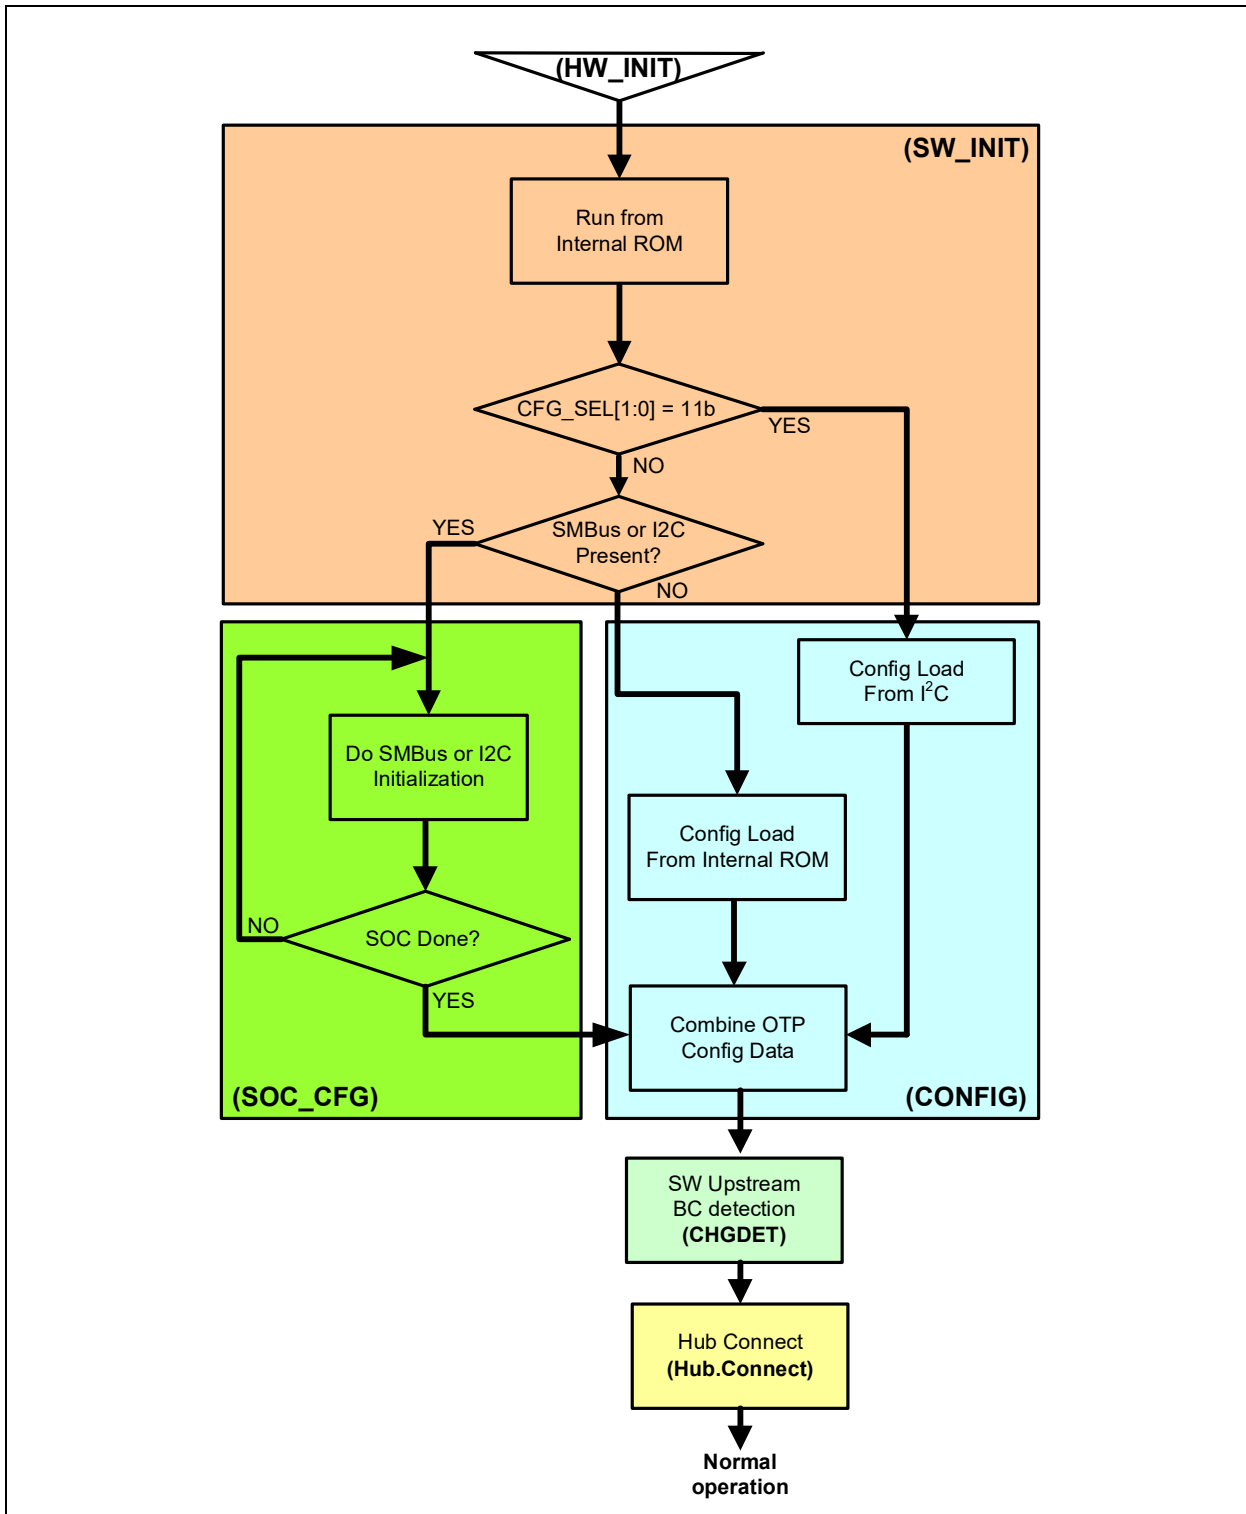 (HW_INIT)
(SW_INIT)
Run from
Internal ROM
CFG_SEL[1:0] = 11b
YES
NO
YES
SMBus or I2C
Present?
NO
Config Load
From I²C
Do SMBus or I2C
Initialization
Config Load
From Internal ROM
NO
SOC Done?
YES
Combine OTP
Config Data
(SOC_CFG)
(CONFIG)
SW Upstream
BC detection
(CHGDET)
Hub Connect
(Hub.Connect)
Normal
operation